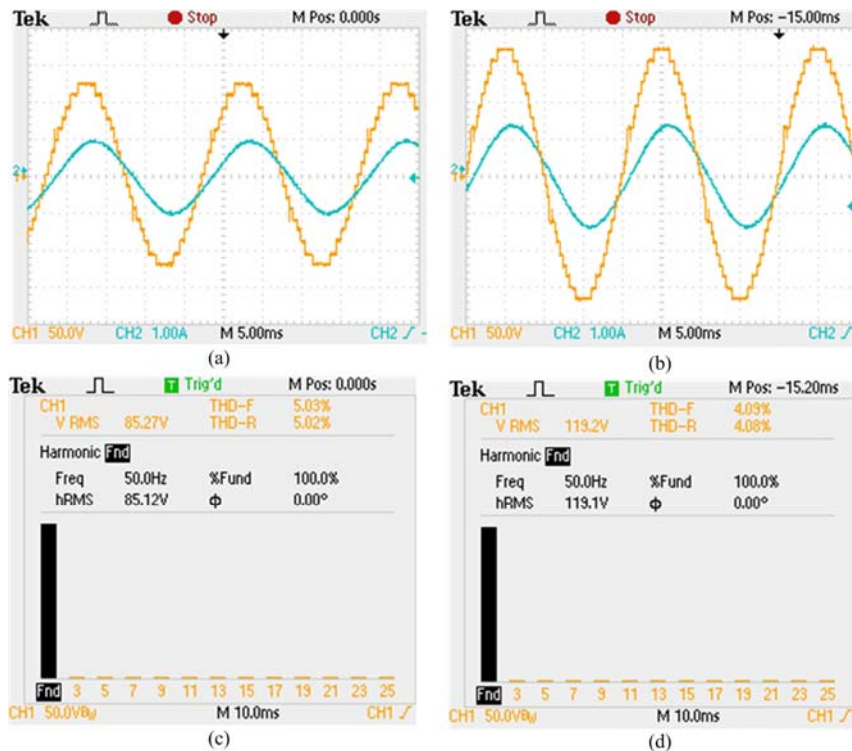 Tek Stop M Pos: 0.000s
2
1
CH1 50.0V CH2 1.00A M 5.00ms CH2
(a)
Tek Stop M Pos: -15.00ms
2
1
CH1 50.0V CH2 1.00A M 5.00ms CH2
(b)
Tek T Trig'd M Pos: 0.000s
CH1 THD-F 5.03%
V RMS 85.27V THD-R 5.02%
Harmonic Fnd
Freq 50.0Hz %Fund 100.0%
hRMS 85.12V Φ 0.00°
Fnd 3 5 7 9 11 13 15 17 19 21 23 25
CH1 50.0VBW M 10.0ms CH1
(c)
Tek T Trig'd M Pos: -15.20ms
CH1 THD-F 4.09%
V RMS 119.2V THD-R 4.08%
Harmonic Fnd
Freq 50.0Hz %Fund 100.0%
hRMS 119.1V Φ 0.00°
Fnd 3 5 7 9 11 13 15 17 19 21 23 25
CH1 50.0VBW M 10.0ms CH1
(d)